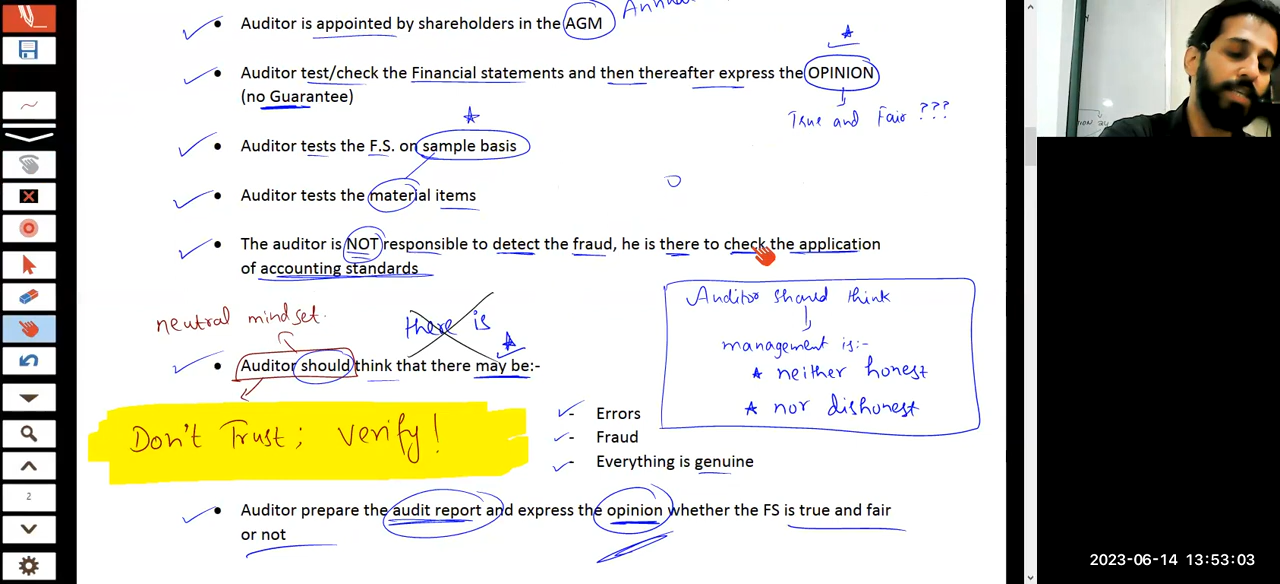 Auditor is appointed by shareholders in the AGM
Auditor test/check the Financial statements and then thereafter express the OPINION
(no Guarantee)
True and Fair ???
Auditor tests the F.S. on sample basis
Auditor tests the material items
The auditor is NOT responsible to detect the fraud, he is there to check the application
of accounting standards
Auditor should think
management is:-
neither honest
nor dishonest
neutral mindset.
there is
Auditor should think that there may be:-
Don't Trust; Verify!
- Errors
- Fraud
- Everything is genuine
Auditor prepare the audit report and express the opinion whether the FS is true and fair
or not
2
2023-06-14 13:53:03